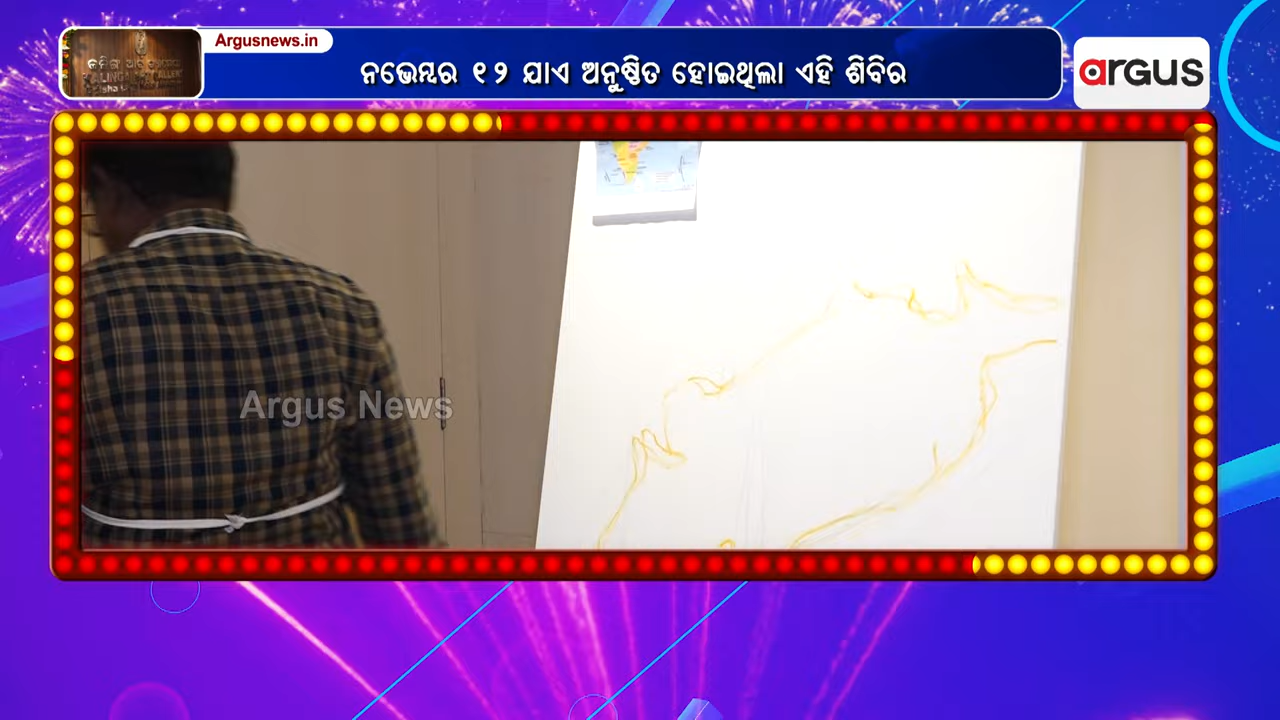 Argusnews.in
ନଭେମ୍ବର ୧୨ ଯାଏ ଅନୁଷ୍ଠିତ ହୋଇଥିଲା ଏହି ଶିବିର
argus
Argus News